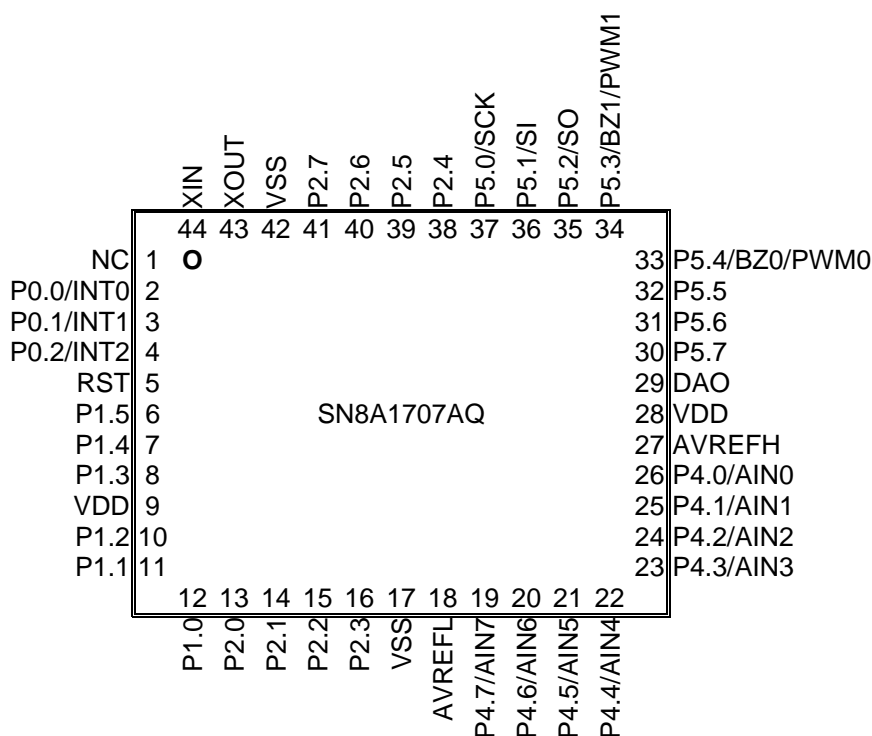 XIN XOUT VSS P2.7 P2.6 P2.5 P2.4 P5.0/SCK P5.1/SI P5.2/SO P5.3/BZ1/PWM1
44 43 42 41 40 39 38 37 36 35 34
NC 1 O 33 P5.4/BZ0/PWM0
P0.0/INT0 2 32 P5.5
P0.1/INT1 3 31 P5.6
P0.2/INT2 4 30 P5.7
RST 5 29 DAO
P1.5 6 SN8A1707AQ 28 VDD
P1.4 7 27 AVREFH
P1.3 8 26 P4.0/AIN0
VDD 9 25 P4.1/AIN1
P1.2 10 24 P4.2/AIN2
P1.1 11 23 P4.3/AIN3
12 13 14 15 16 17 18 19 20 21 22
P1.0 P2.0 P2.1 P2.2 P2.3 VSS AVREFL P4.7/AIN7 P4.6/AIN6 P4.5/AIN5 P4.4/AIN4